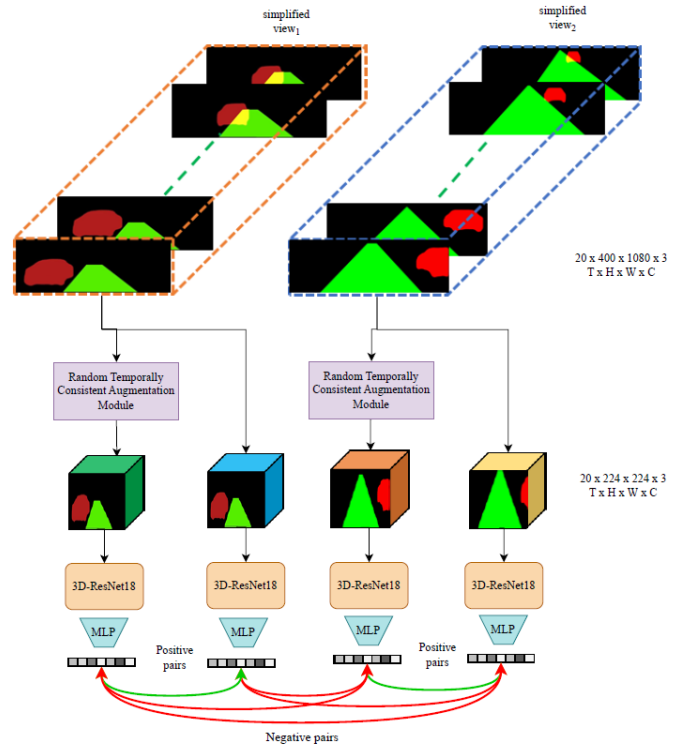 simplified
view1
simplified
view2
20 x 400 x 1080 x 3
T x H x W x C
Random Temporally
Consistent Augmentation
Module
Random Temporally
Consistent Augmentation
Module
20 x 224 x 224 x 3
T x H x W x C
3D-ResNet18
3D-ResNet18
3D-ResNet18
3D-ResNet18
MLP
MLP
MLP
MLP
Positive
pairs
Positive
pairs
Negative pairs